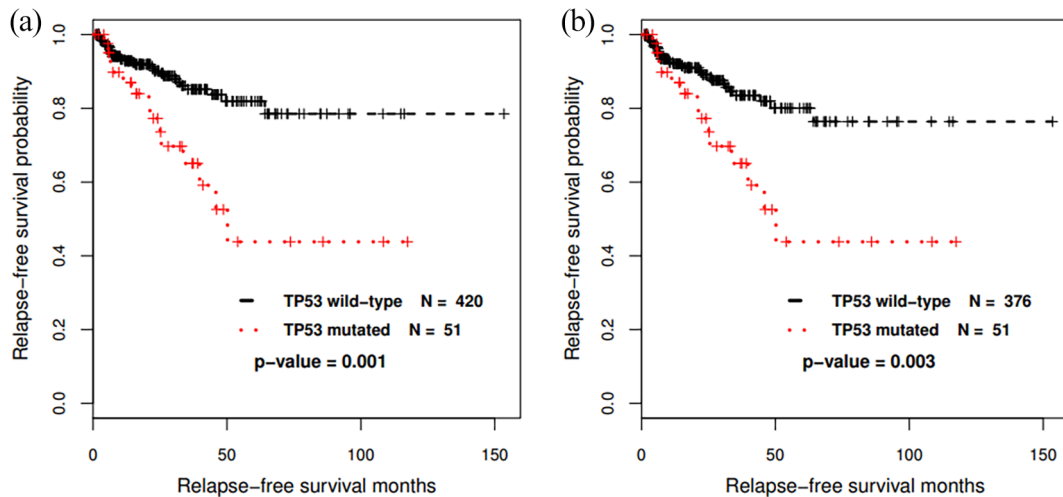 (a)
Relapse-free survival probability
1.0
0.8
0.6
0.4
0.2
0.0
TP53 wild-type N = 420
TP53 mutated N = 51
p-value = 0.001
0 50 100 150
Relapse-free survival months
(b)
Relapse-free survival probability
1.0
0.8
0.6
0.4
0.2
0.0
TP53 wild-type N = 376
TP53 mutated N = 51
p-value = 0.003
0 50 100 150
Relapse-free survival months